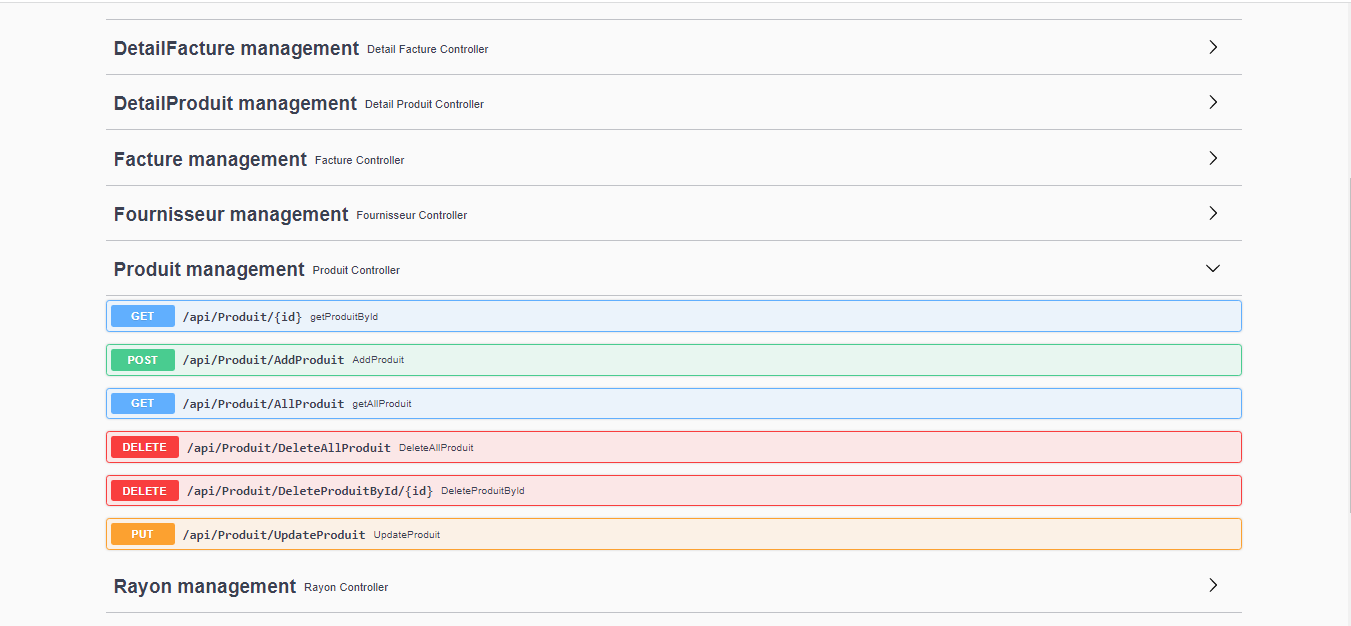 DetailFacture management Detail Facture Controller
DetailProduit management Detail Produit Controller
Facture management Facture Controller
Fournisseur management Fournisseur Controller
Produit management Produit Controller
GET /api/Produit/{id} getProduitById
POST /api/Produit/AddProduit AddProduit
GET /api/Produit/AllProduit getAllProduit
DELETE /api/Produit/DeleteAllProduit DeleteAllProduit
DELETE /api/Produit/DeleteProduitById/{id} DeleteProduitById
PUT /api/Produit/UpdateProduit UpdateProduit
Rayon management Rayon Controller